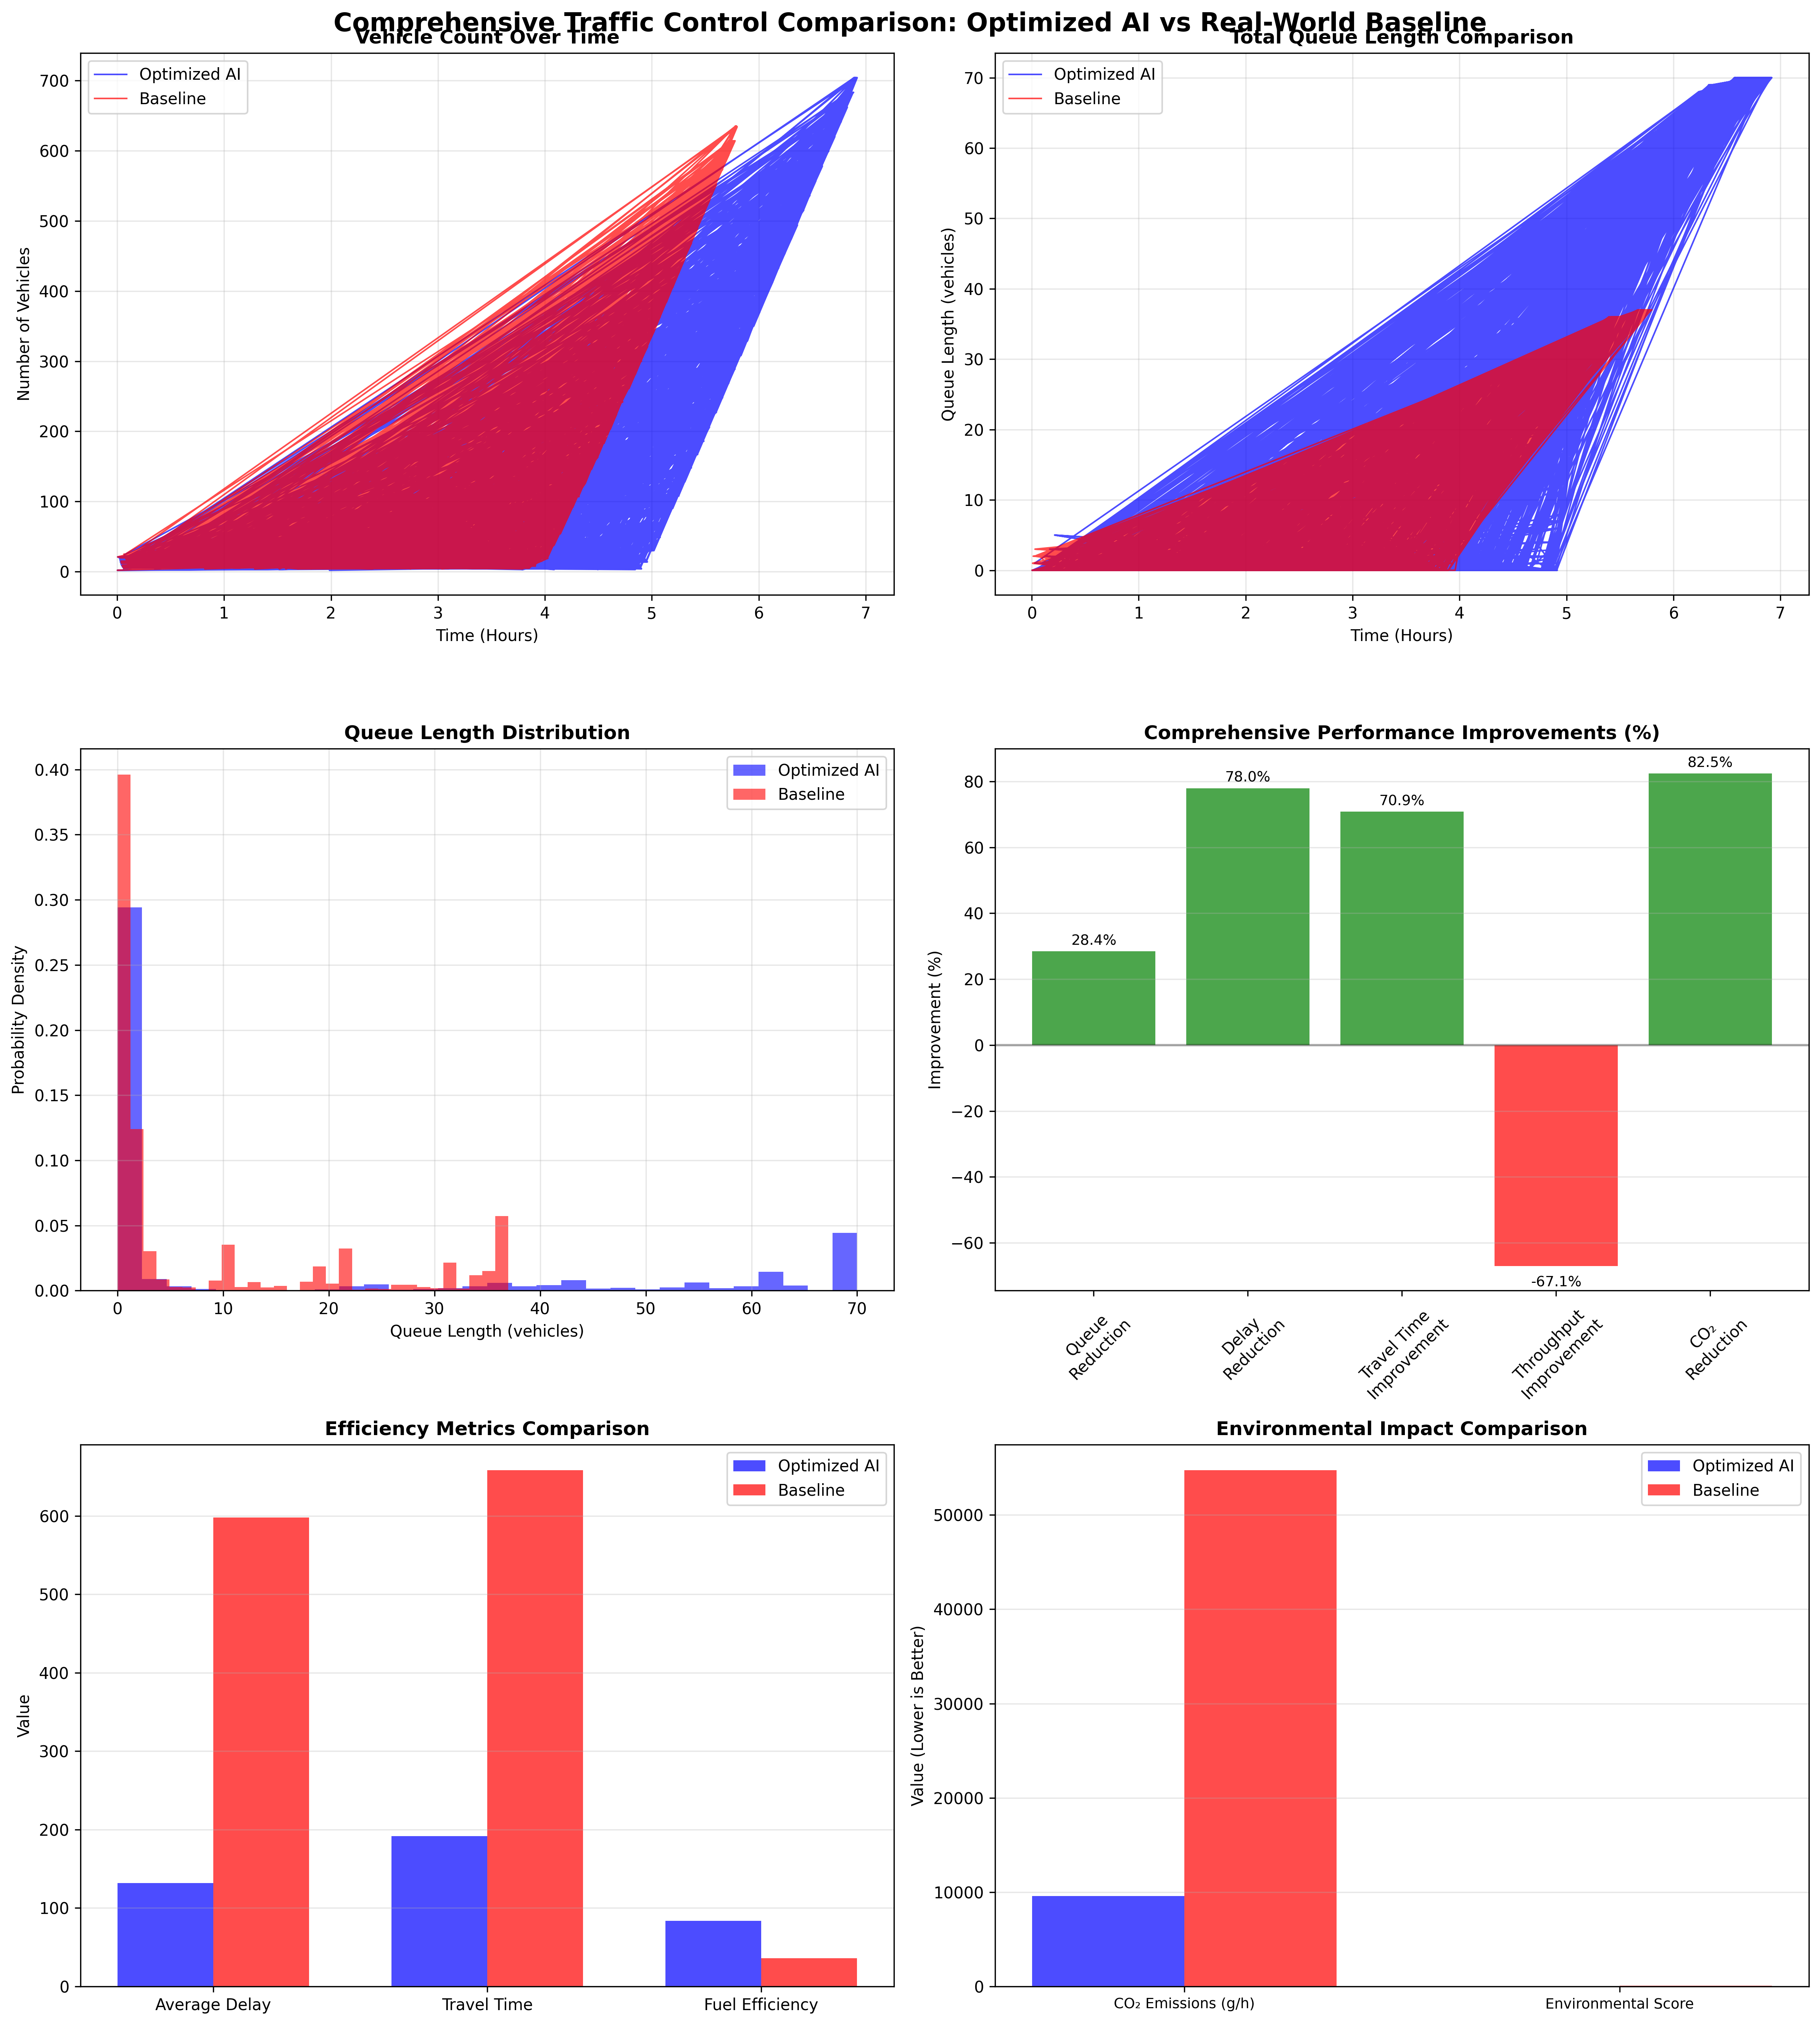 Comprehensive Traffic Control Comparison: Optimized AI vs Real-World Baseline
Vehicle Count Over Time
Optimized AI
Baseline
Number of Vehicles
700
600
500
400
300
200
100
0
0 1 2 3 4 5 6 7
Time (Hours)
Total Queue Length Comparison
Optimized AI
Baseline
Queue Length (vehicles)
70
60
50
40
30
20
10
0
0 1 2 3 4 5 6 7
Time (Hours)
Queue Length Distribution
Optimized AI
Baseline
Probability Density
0.40
0.35
0.30
0.25
0.20
0.15
0.10
0.05
0.00
0 10 20 30 40 50 60 70
Queue Length (vehicles)
Comprehensive Performance Improvements (%)
Improvement (%)
80
60
40
20
0
−20
−40
−60
28.4%
78.0%
70.9%
-67.1%
82.5%
Queue
Reduction
Delay
Reduction
Travel Time
Improvement
Throughput
Improvement
CO₂
Reduction
Efficiency Metrics Comparison
Optimized AI
Baseline
Value
600
500
400
300
200
100
0
Average Delay
Travel Time
Fuel Efficiency
Environmental Impact Comparison
Optimized AI
Baseline
Value (Lower is Better)
50000
40000
30000
20000
10000
0
CO₂ Emissions (g/h)
Environmental Score